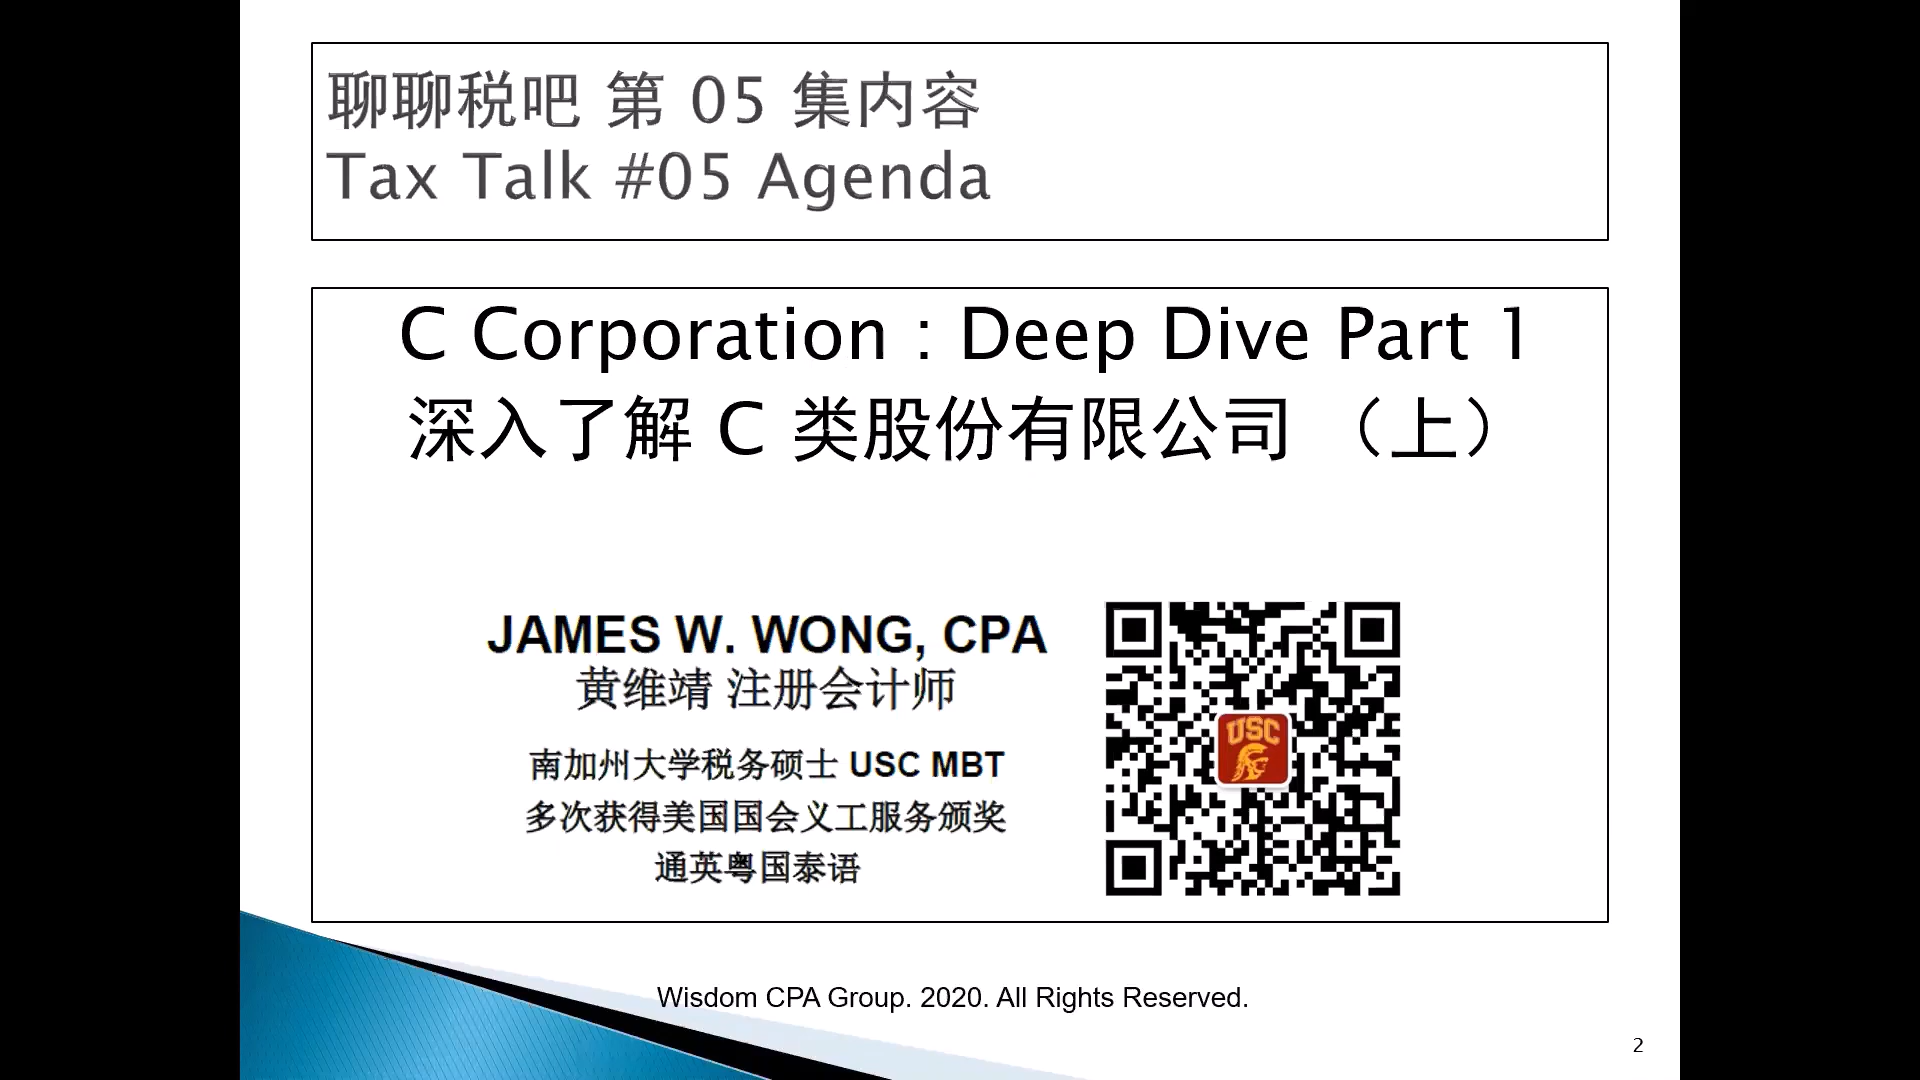 聊聊税吧 第 05 集内容
Tax Talk #05 Agenda
C Corporation : Deep Dive Part 1
深入了解 C 类股份有限公司 （上）
JAMES W. WONG, CPA
黄维靖 注册会计师
南加州大学税务硕士 USC MBT
多次获得美国国会义工服务颁奖
通英粤国泰语
USC
Wisdom CPA Group. 2020. All Rights Reserved.
2